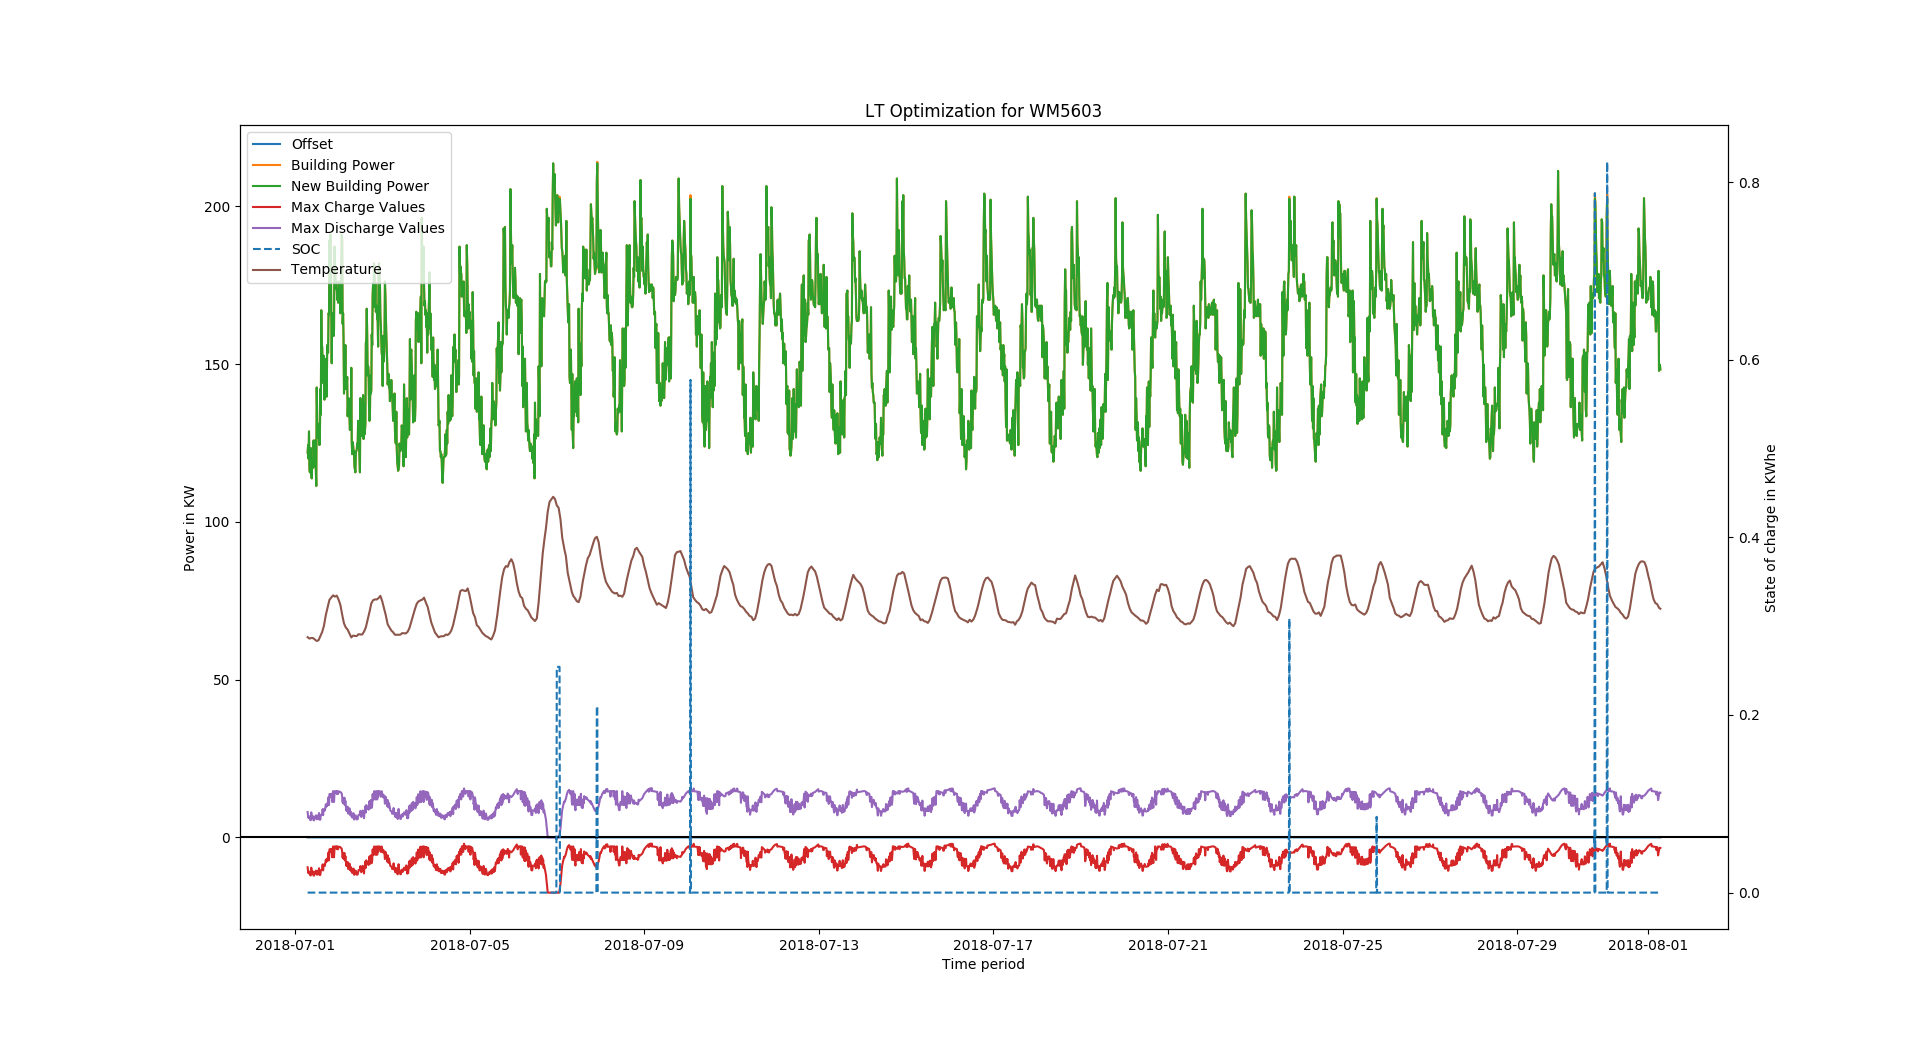 LT Optimization for WM5603
Offset
Building Power
New Building Power
Max Charge Values
Max Discharge Values
SOC
Temperature
Power in KW
200
150
100
50
0
State of charge in KWhe
0.8
0.6
0.4
0.2
0.0
2018-07-01 2018-07-05 2018-07-09 2018-07-13 2018-07-17 2018-07-21 2018-07-25 2018-07-29 2018-08-01
Time period